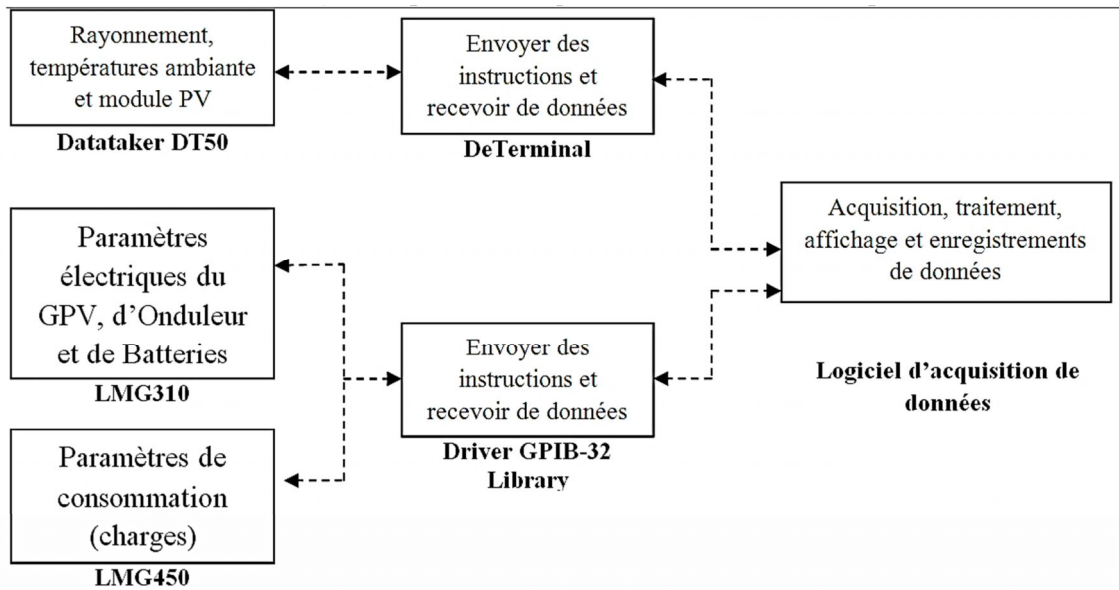 Rayonnement,
températures ambiante
et module PV
Datataker DT50
Envoyer des
instructions et
recevoir de données
DeTerminal
Paramètres
électriques du
GPV, d’Onduleur
et de Batteries
LMG310
Envoyer des
instructions et
recevoir de données
Driver GPIB-32
Library
Paramètres de
consommation
(charges)
LMG450
Acquisition, traitement,
affichage et enregistrements
de données
Logiciel d’acquisition de
données